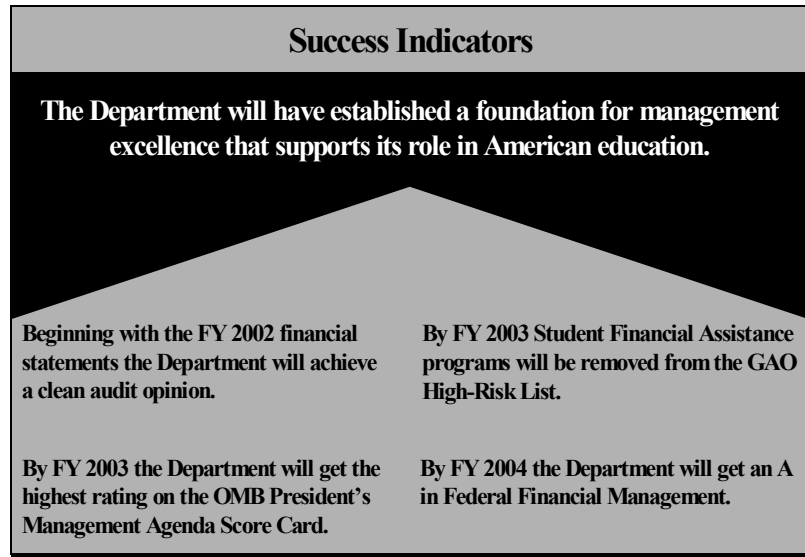 Success Indicators
The Department will have established a foundation for management
excellence that supports its role in American education.
Beginning with the FY 2002 financial
statements the Department will achieve
a clean audit opinion.
By FY 2003 Student Financial Assistance
programs will be removed from the GAO
High-Risk List.
By FY 2003 the Department will get the
highest rating on the OMB President’s
Management Agenda Score Card.
By FY 2004 the Department will get an A
in Federal Financial Management.